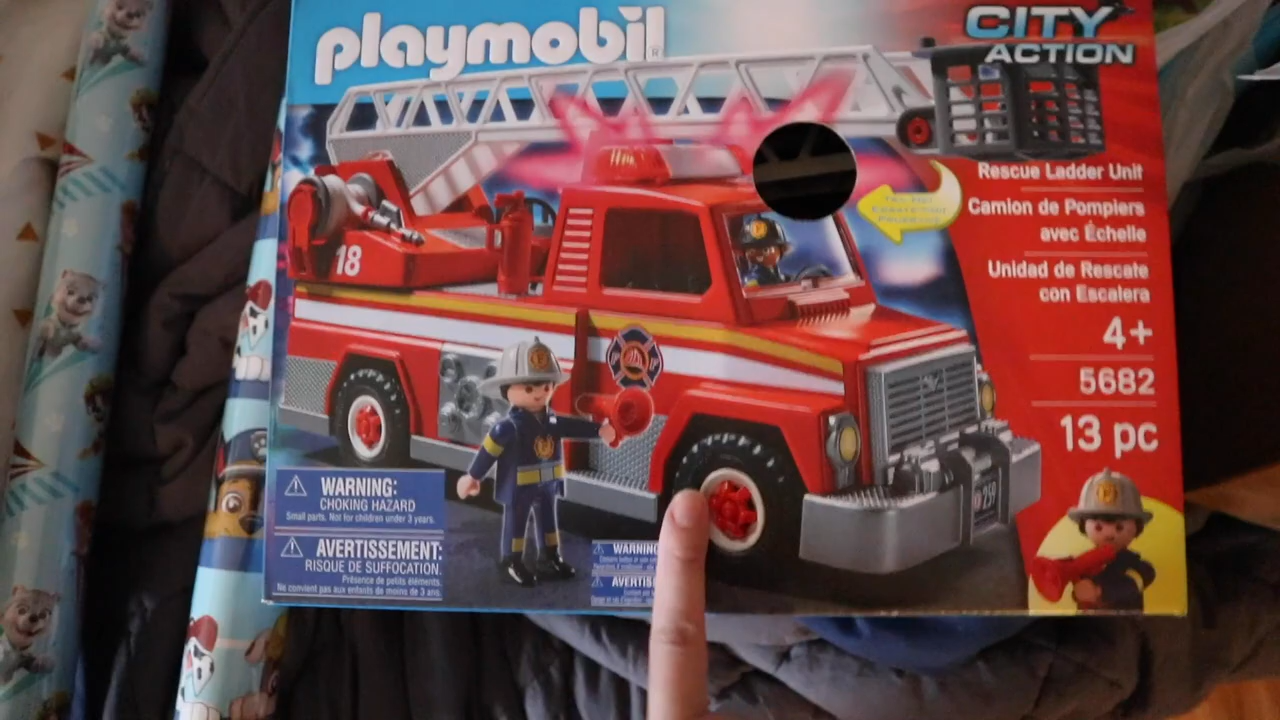 playmobil®
CITY
ACTION
Rescue Ladder Unit
Camion de Pompiers
avec Échelle
Unidad de Rescate
con Escalera
4+
5682
13 pc
18
259
WARNING:
CHOKING HAZARD
Small parts. Not for children under 3 years.
AVERTISSEMENT:
RISQUE DE SUFFOCATION.
Présence de petits éléments.
Ne convient pas aux enfants de moins de 3 ans.
WARNING
AVERTIS